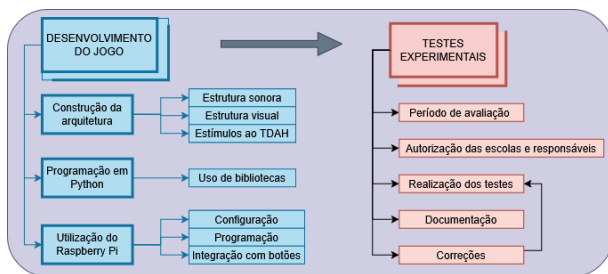 DESENVOLVIMENTO
DO JOGO
Construção da
arquitetura
Estrutura sonora
Estrutura visual
Estímulos ao TDAH
Programação em
Python
Uso de bibliotecas
Utilização do
Raspberry Pi
Configuração
Programação
Integração com botões
TESTES
EXPERIMENTAIS
Período de avaliação
Autorização das escolas e responsáveis
Realização dos testes
Documentação
Correções